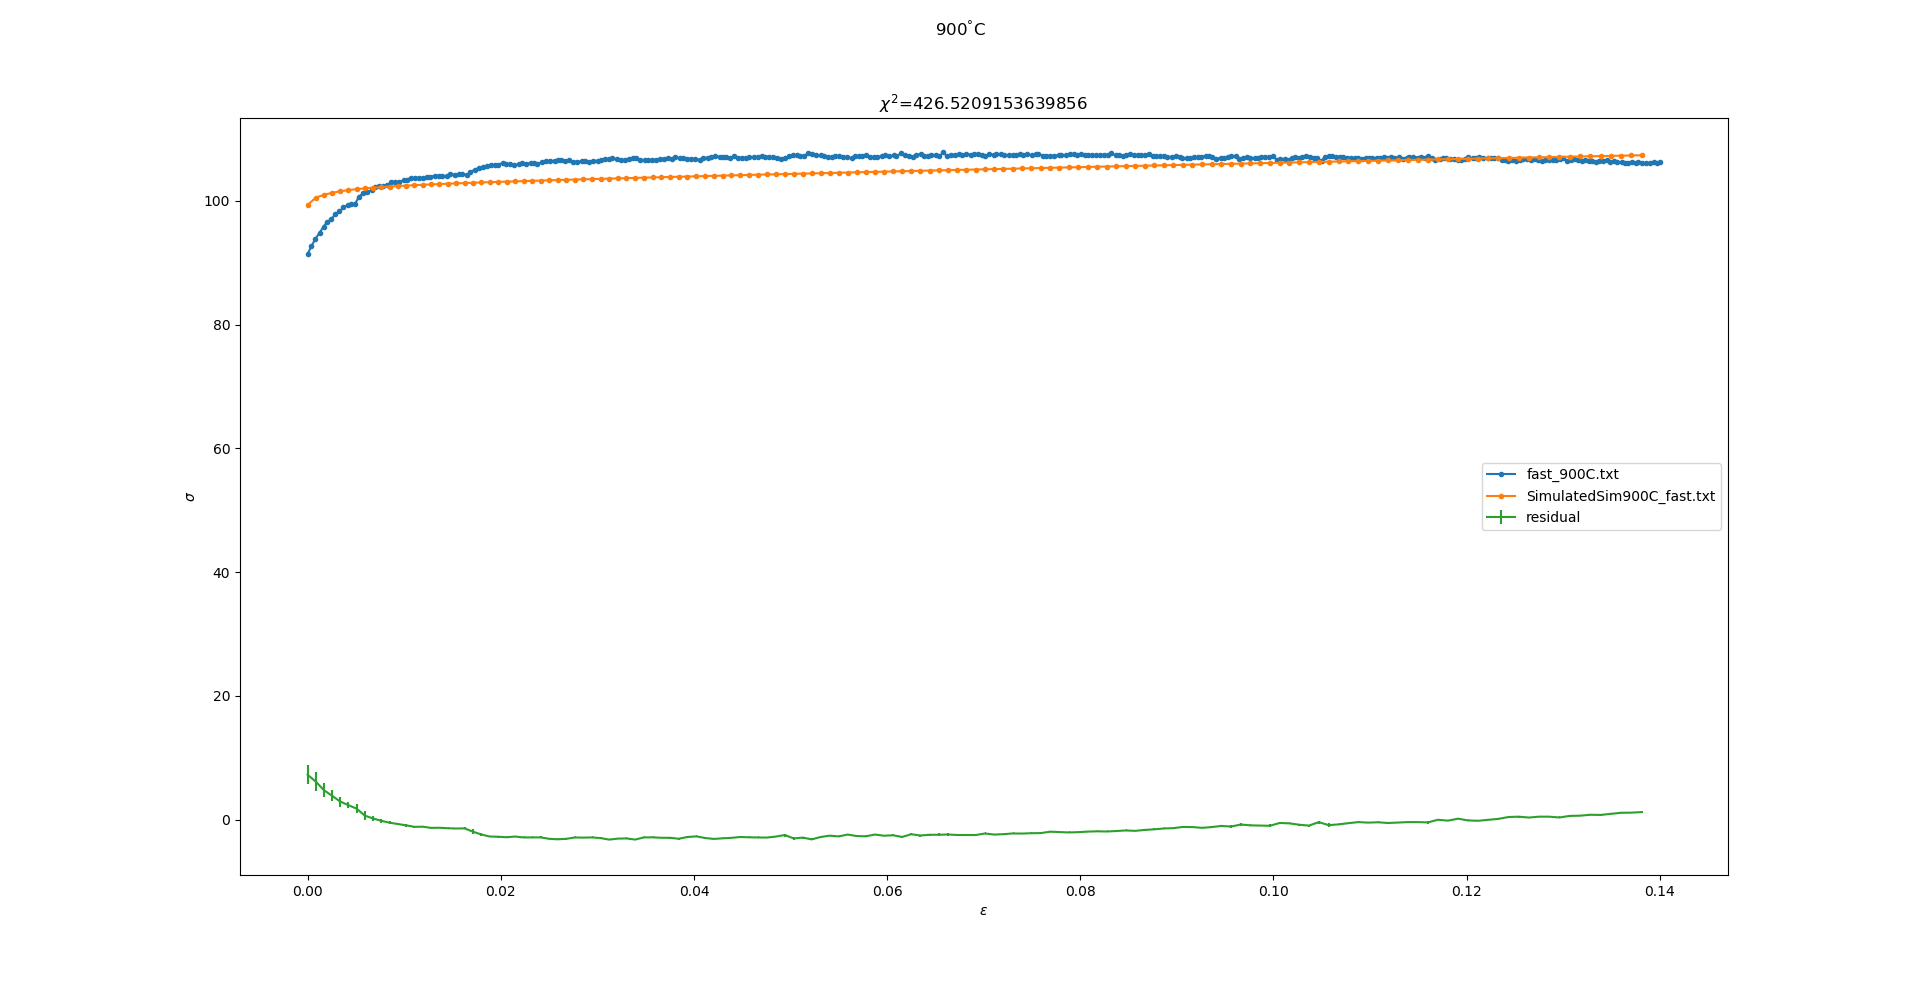 900°C
χ²=426.5209153639856
σ
100
80
60
40
20
0
fast_900C.txt
SimulatedSim900C_fast.txt
residual
0.00 0.02 0.04 0.06 0.08 0.10 0.12 0.14
ε